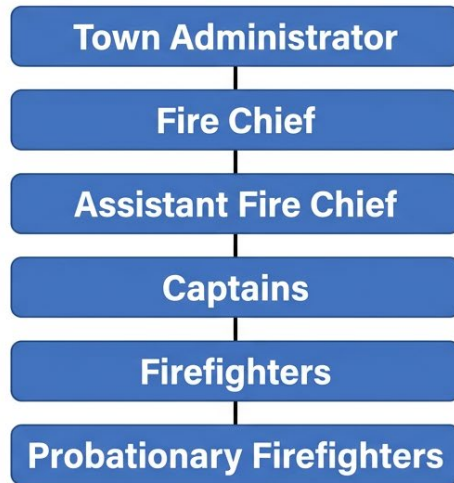 Town Administrator
Fire Chief
Assistant Fire Chief
Captains
Firefighters
Probationary Firefighters